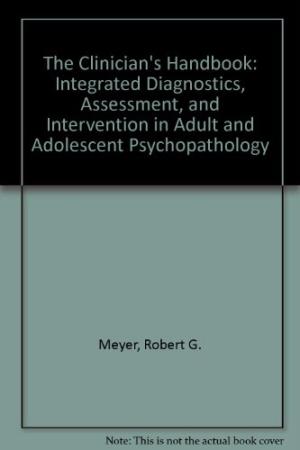 The Clinician's Handbook:
Integrated Diagnostics,
Assessment, and
Intervention in Adult and
Adolescent Psychopathology
Meyer, Robert G.
Note: This is not the actual book cover